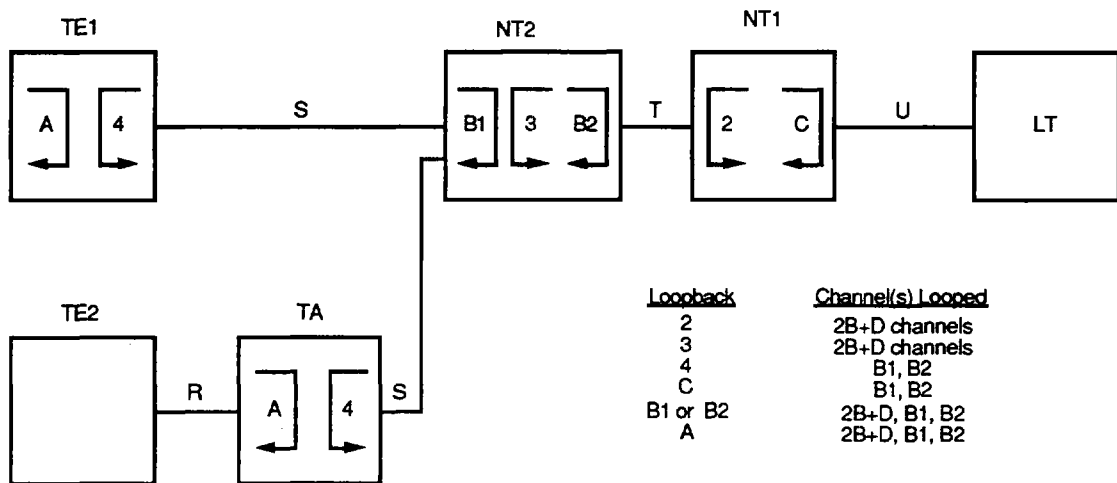 TE1
NT2
NT1
A 4
S
B1 3 B2
T
2 C
U
LT
TE2
TA
R
A 4
S
Loopback Channel(s) Looped
2 2B+D channels
3 2B+D channels
4 B1, B2
C B1, B2
B1 or B2 2B+D, B1, B2
A 2B+D, B1, B2